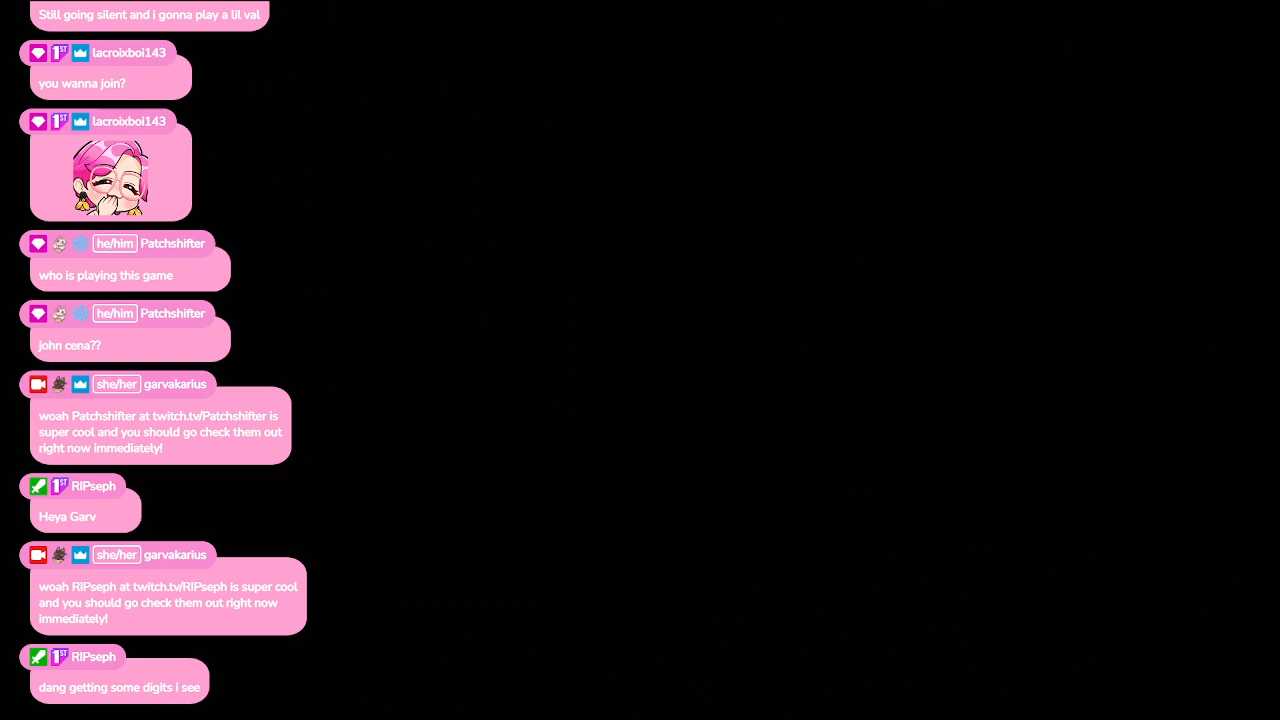 Still going silent and i gonna play a lil val
1ST lacroixboi143
you wanna join?
1ST lacroixboi143
he/him Patchshifter
who is playing this game
he/him Patchshifter
john cena??
she/her garvakarius
woah Patchshifter at twitch.tv/Patchshifter is
super cool and you should go check them out
right now immediately!
1ST RIPseph
Heya Garv
she/her garvakarius
woah RIPseph at twitch.tv/RIPseph is super cool
and you should go check them out right now
immediately!
1ST RIPseph
dang getting some digits i see